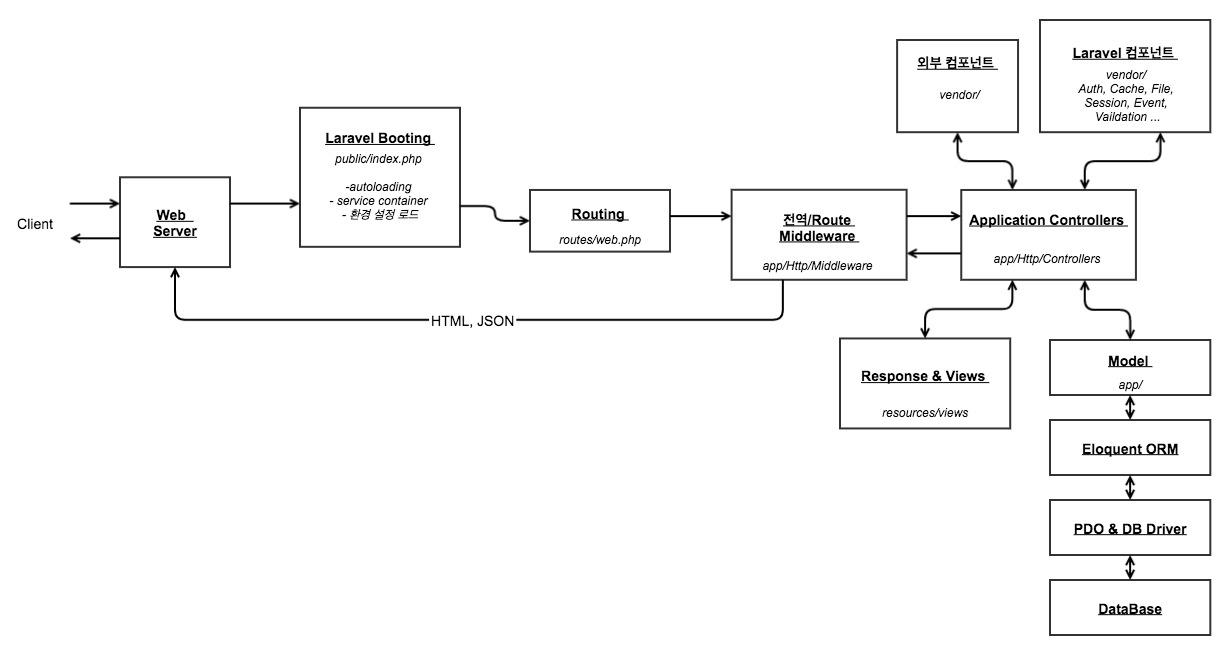 Client
Web
Server
Laravel Booting
public/index.php
-autoloading
- service container
- 환경 설정 로드
Routing
routes/web.php
전역/Route
Middleware
app/Http/Middleware
Application Controllers
app/Http/Controllers
외부 컴포넌트
vendor/
Laravel 컴포넌트
vendor/
Auth, Cache, File,
Session, Event,
Vaildation ...
HTML, JSON
Response & Views
resources/views
Model
app/
Eloquent ORM
PDO & DB Driver
DataBase